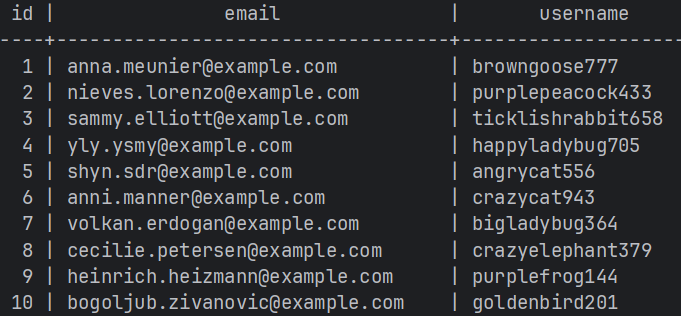 id | email | username
----+-----------------------------------+--------------------
1 | anna.meunier@example.com | browngoose777
2 | nieves.lorenzo@example.com | purplepeacock433
3 | sammy.elliott@example.com | ticklishrabbit658
4 | yly.ysmy@example.com | happyladybug705
5 | shyn.sdr@example.com | angrycat556
6 | anni.manner@example.com | crazycat943
7 | volkan.erdogan@example.com | bigladybug364
8 | cecilie.petersen@example.com | crazyelephant379
9 | heinrich.heizmann@example.com | purplefrog144
10 | bogoljub.zivanovic@example.com | goldenbird201